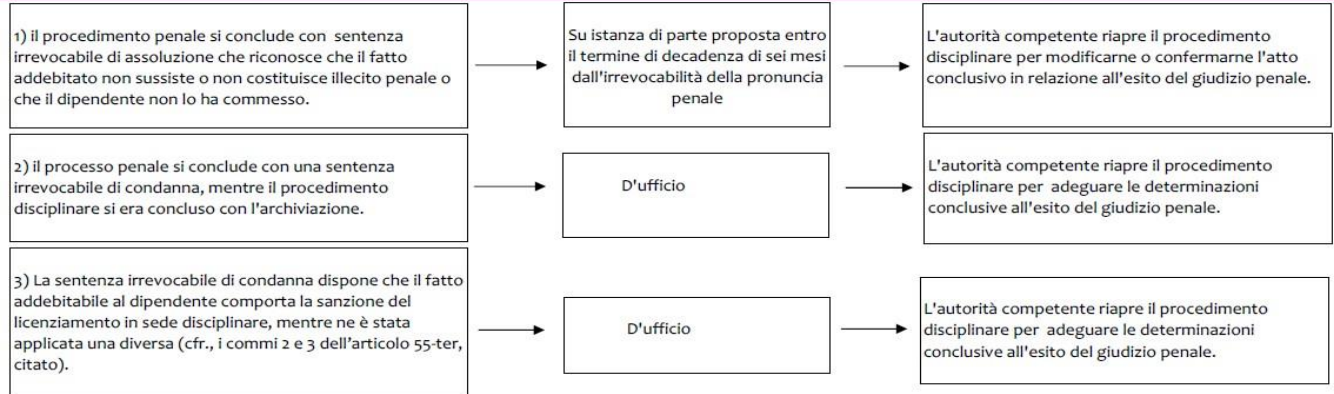 1) il procedimento penale si conclude con sentenza
irrevocabile di assoluzione che riconosce che il fatto
addebitato non sussiste o non costituisce illecito penale o
che il dipendente non lo ha commesso.
Su istanza di parte proposta entro
il termine di decadenza di sei mesi
dall'irrevocabilità della pronuncia
penale
L'autorità competente riapre il procedimento
disciplinare per modificarne o confermarne l'atto
conclusivo in relazione all'esito del giudizio penale.
2) il processo penale si conclude con una sentenza
irrevocabile di condanna, mentre il procedimento
disciplinare si era concluso con l'archiviazione.
D'ufficio
L'autorità competente riapre il procedimento
disciplinare per adeguare le determinazioni
conclusive all'esito del giudizio penale.
3) La sentenza irrevocabile di condanna dispone che il fatto
addebitabile al dipendente comporta la sanzione del
licenziamento in sede disciplinare, mentre ne è stata
applicata una diversa (cfr., i commi 2 e 3 dell'articolo 55-ter,
citato).
D'ufficio
L'autorità competente riapre il procedimento
disciplinare per adeguare le determinazioni
conclusive all'esito del giudizio penale.